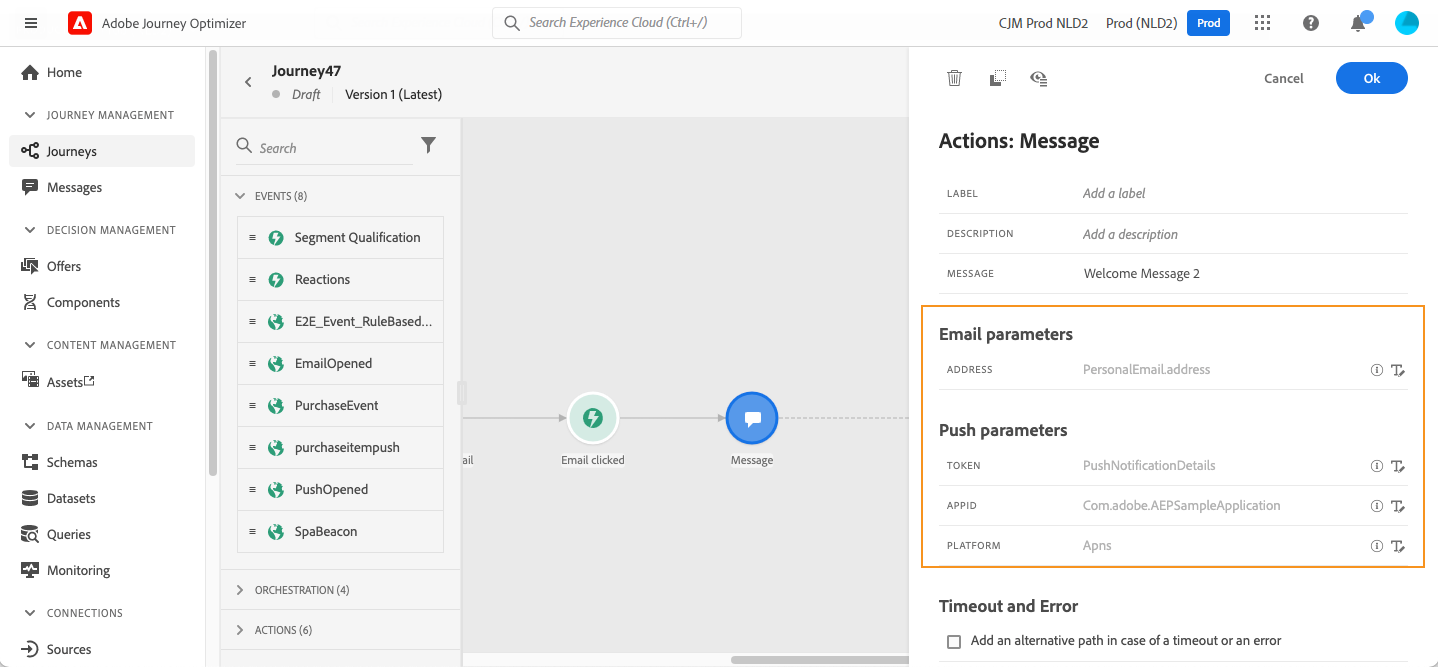 Adobe Journey Optimizer
Search Experience Cloud (Ctrl+/)
CJM Prod NLD2
Prod (NLD2)
Prod
Home
JOURNEY MANAGEMENT
Journeys
Messages
DECISION MANAGEMENT
Offers
Components
CONTENT MANAGEMENT
Assets
DATA MANAGEMENT
Schemas
Datasets
Queries
Monitoring
CONNECTIONS
Sources
Journey47
Draft
Version 1 (Latest)
Search
EVENTS (8)
Segment Qualification
Reactions
E2E_Event_RuleBased...
EmailOpened
PurchaseEvent
purchaseitempush
PushOpened
SpaBeacon
ORCHESTRATION (4)
ACTIONS (6)
ail
Email clicked
Message
Cancel
Ok
Actions: Message
LABEL
Add a label
DESCRIPTION
Add a description
MESSAGE
Welcome Message 2
Email parameters
ADDRESS
PersonalEmail.address
Push parameters
TOKEN
PushNotificationDetails
APPID
Com.adobe.AEPSampleApplication
PLATFORM
Apns
Timeout and Error
Add an alternative path in case of a timeout or an error